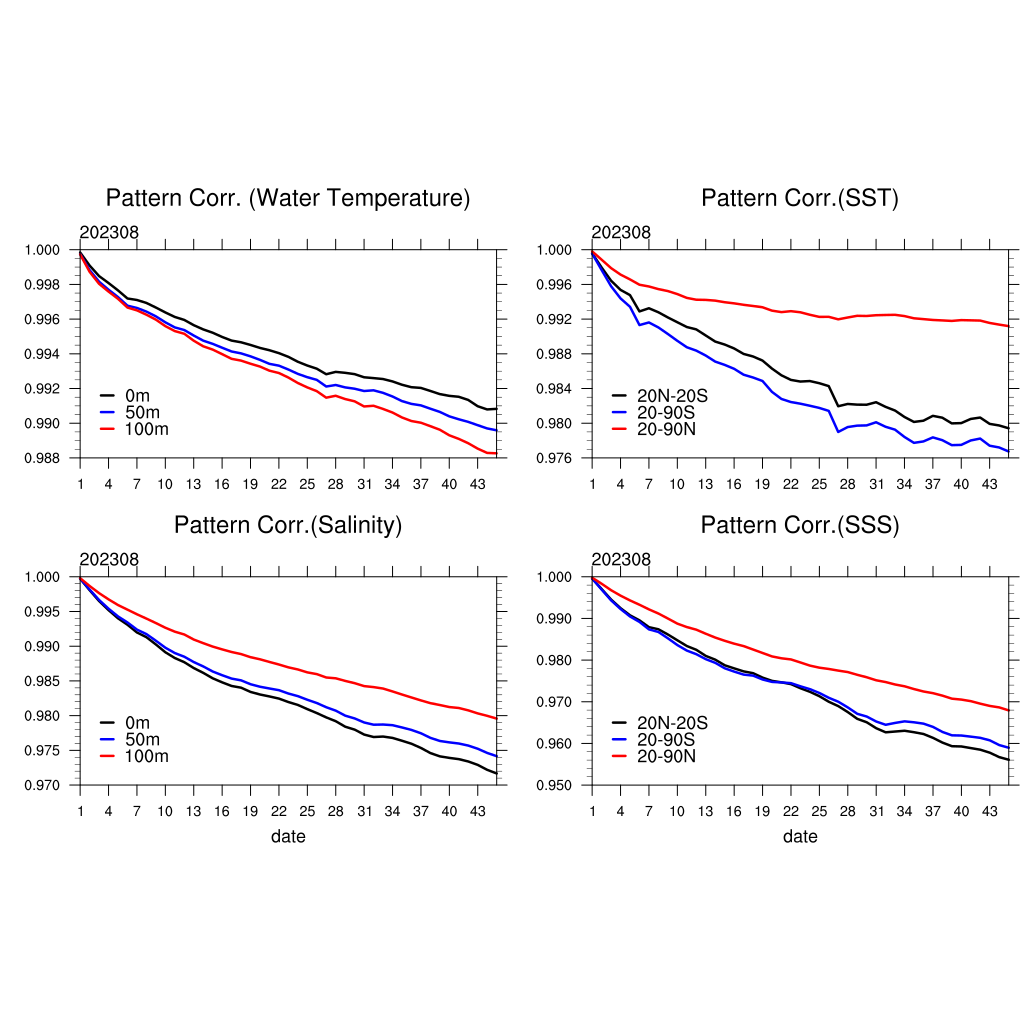 Pattern Corr. (Water Temperature)
202308
1.000
0.998
0.996
0.994
0.992
0.990
0.988
0m
50m
100m
1 4 7 10 13 16 19 22 25 28 31 34 37 40 43
Pattern Corr.(SST)
202308
1.000
0.996
0.992
0.988
0.984
0.980
0.976
20N-20S
20-90S
20-90N
1 4 7 10 13 16 19 22 25 28 31 34 37 40 43
Pattern Corr.(Salinity)
202308
1.000
0.995
0.990
0.985
0.980
0.975
0.970
0m
50m
100m
1 4 7 10 13 16 19 22 25 28 31 34 37 40 43
date
Pattern Corr.(SSS)
202308
1.000
0.990
0.980
0.970
0.960
0.950
20N-20S
20-90S
20-90N
1 4 7 10 13 16 19 22 25 28 31 34 37 40 43
date